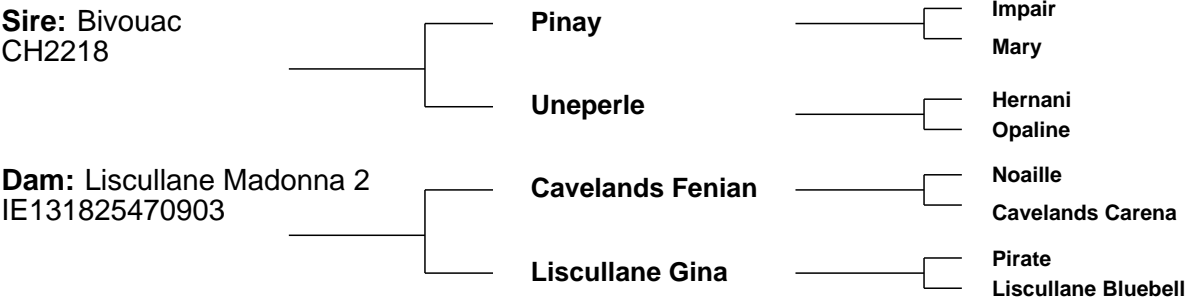 Sire: Bivouac
CH2218
Pinay
Impair
Mary
Uneperle
Hernani
Opaline
Dam: Liscullane Madonna 2
IE131825470903
Cavelands Fenian
Noaille
Cavelands Carena
Liscullane Gina
Pirate
Liscullane Bluebell